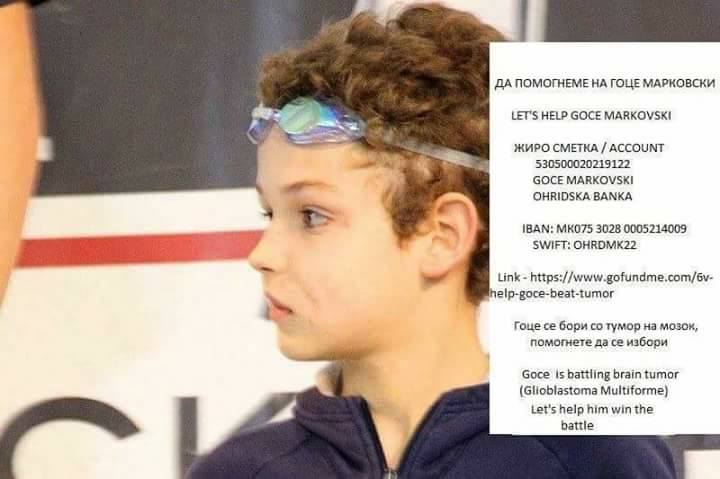 ДА ПОМОГНЕМЕ НА ГОЦЕ МАРКОВСКИ
LET'S HELP GOCE MARKOVSKI
ЖИРО СМЕТКА / ACCOUNT
530500020219122
GOCE MARKOVSKI
OHRIDSKA BANKA
IBAN: MK075 3028 0005214009
SWIFT: OHRDMK22
Link - https://www.gofundme.com/6v-
help-goce-beat-tumor
Гоце се бори со тумор на мозок,
помогнете да се избори
Goce is battling brain tumor
(Glioblastoma Multiforme)
Let's help him win the
battle